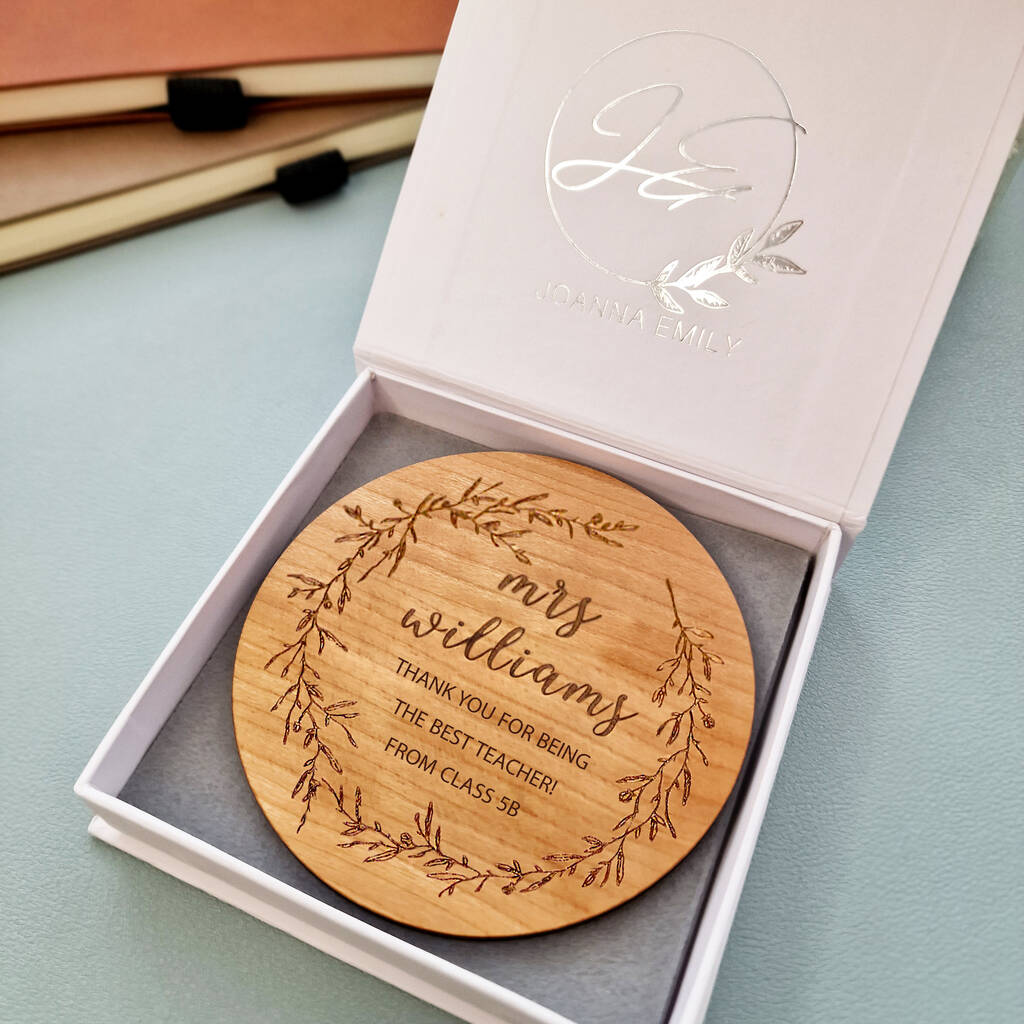 JE
JOANNA EMILY
mrs
williams
THANK YOU FOR BEING
THE BEST TEACHER!
FROM CLASS 5B